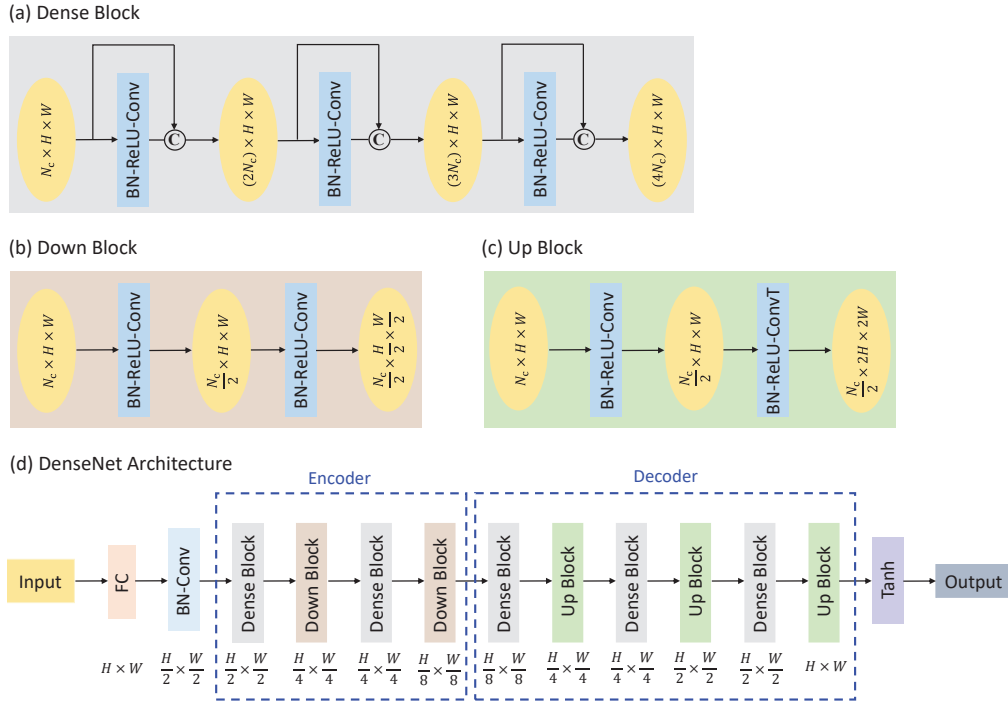 (a) Dense Block
N_c × H × W
BN-ReLU-Conv
C
(2N_c) × H × W
BN-ReLU-Conv
C
(3N_c) × H × W
BN-ReLU-Conv
C
(4N_c) × H × W
(b) Down Block
N_c × H × W
BN-ReLU-Conv
N_c/2 × H × W
BN-ReLU-Conv
N_c/2 × H/2 × W/2
(c) Up Block
N_c × H × W
BN-ReLU-Conv
N_c/2 × H × W
BN-ReLU-ConvT
N_c/2 × 2H × 2W
(d) DenseNet Architecture
Encoder
Decoder
Input
FC
BN-Conv
Dense Block
Down Block
Dense Block
Down Block
Dense Block
Up Block
Dense Block
Up Block
Dense Block
Up Block
Tanh
Output
H × W
H/2 × W/2
H/2 × W/2
H/4 × W/4
H/4 × W/4
H/8 × W/8
H/8 × W/8
H/4 × W/4
H/4 × W/4
H/2 × W/2
H/2 × W/2
H × W